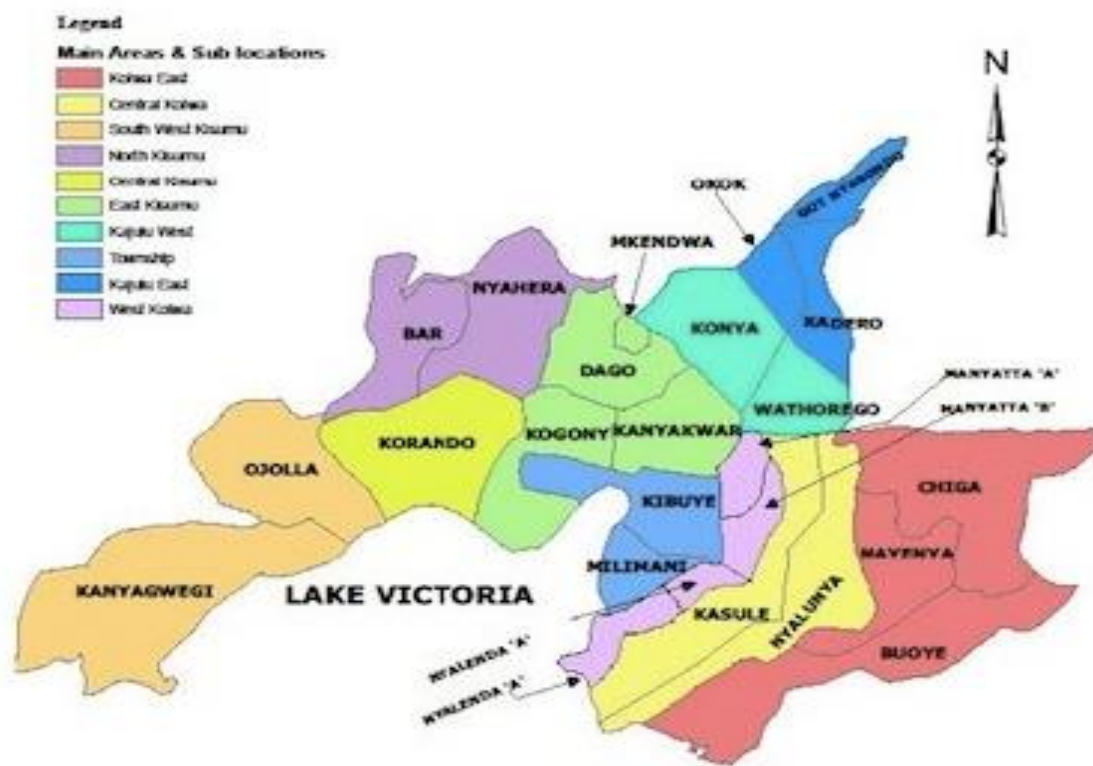 Legend
Main Areas & Sub locations
Kolwa East
Central Kolwa
South West Kisumu
North Kisumu
Central Kisumu
East Kisumu
Kajulu West
Township
Kajulu East
West Kolwa
N
OKOK
GOT NYABONDO
MKENDWA
NYAHERA
BAR
KONYA
KADERO
DAGO
MANYATTA 'A'
WATHOREGO
MANYATTA 'B'
KORANDO
KOGONY
KANYAKWAR
OJOLLA
KIBUYE
CHIGA
MAYENYA
MILIMANI
KANYAGWEGI
LAKE VICTORIA
KASULE
NYALUNYA
BUOYE
NYALENDA 'A'
NYALENDA 'A'